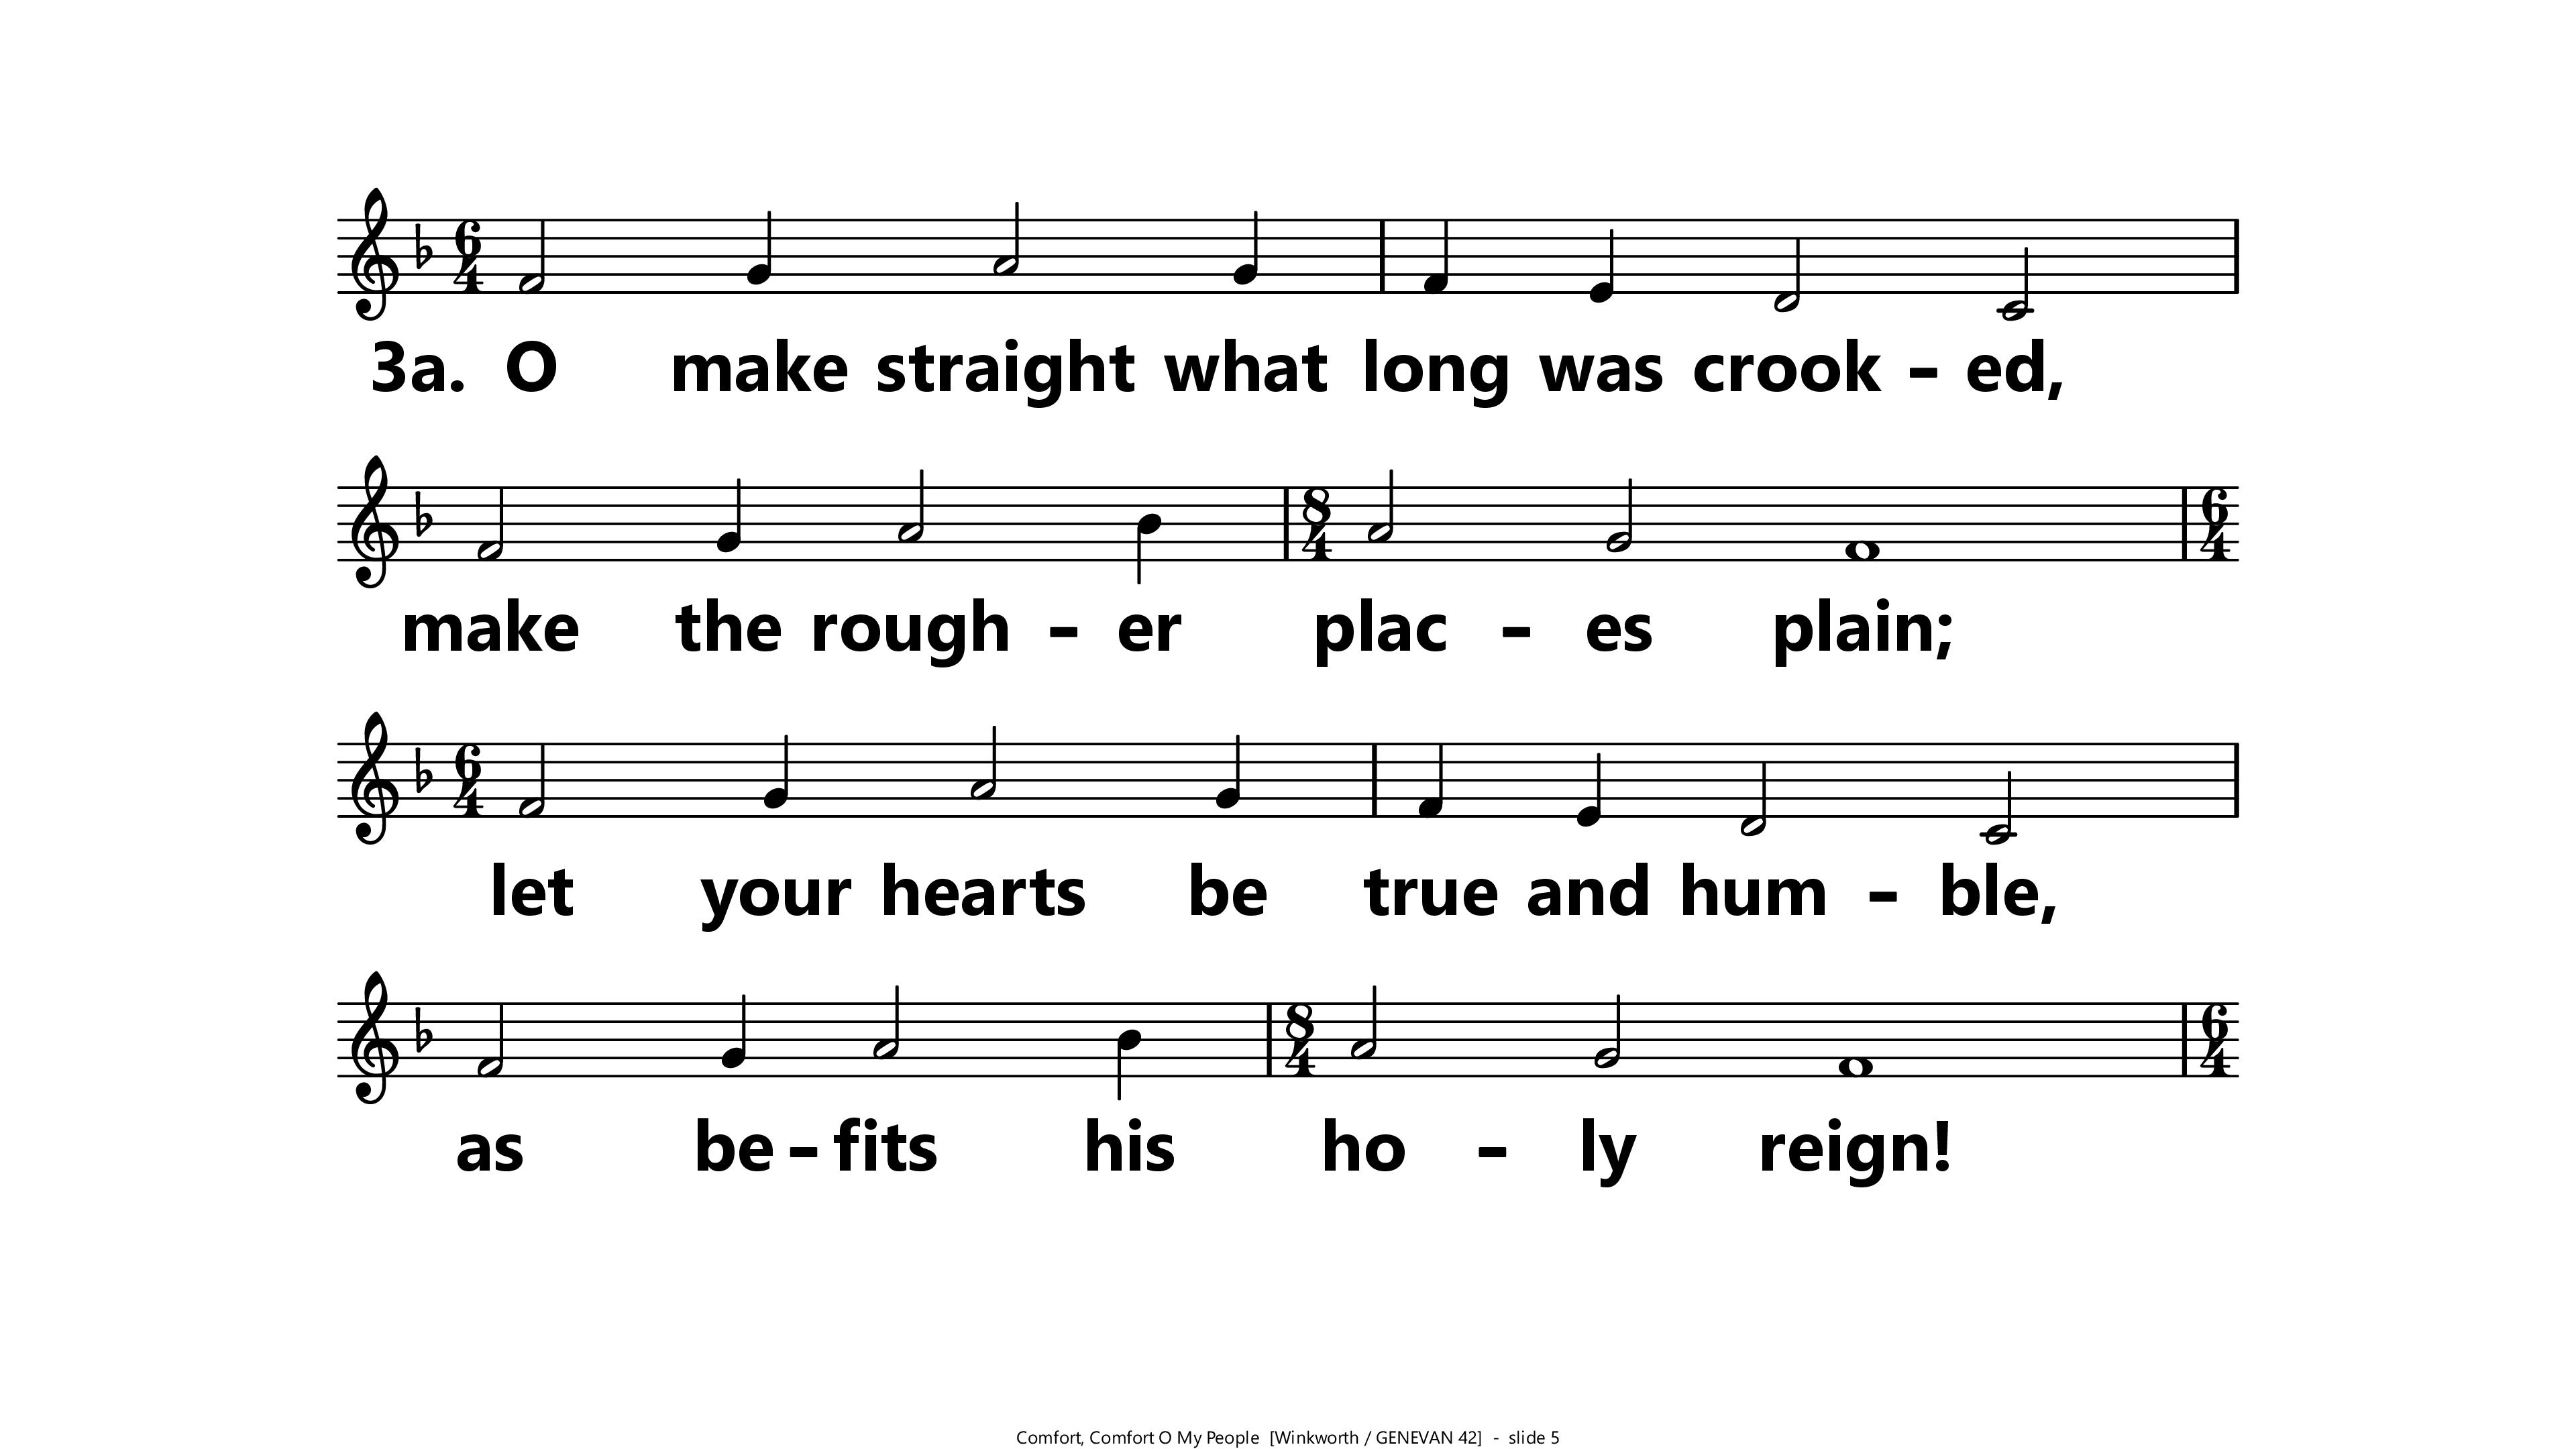 3a. O make straight what long was crook - ed,
make the rough - er plac - es plain;
let your hearts be true and hum - ble,
as be - fits his ho - ly reign!
Comfort, Comfort O My People [Winkworth / GENEVAN 42] - slide 5